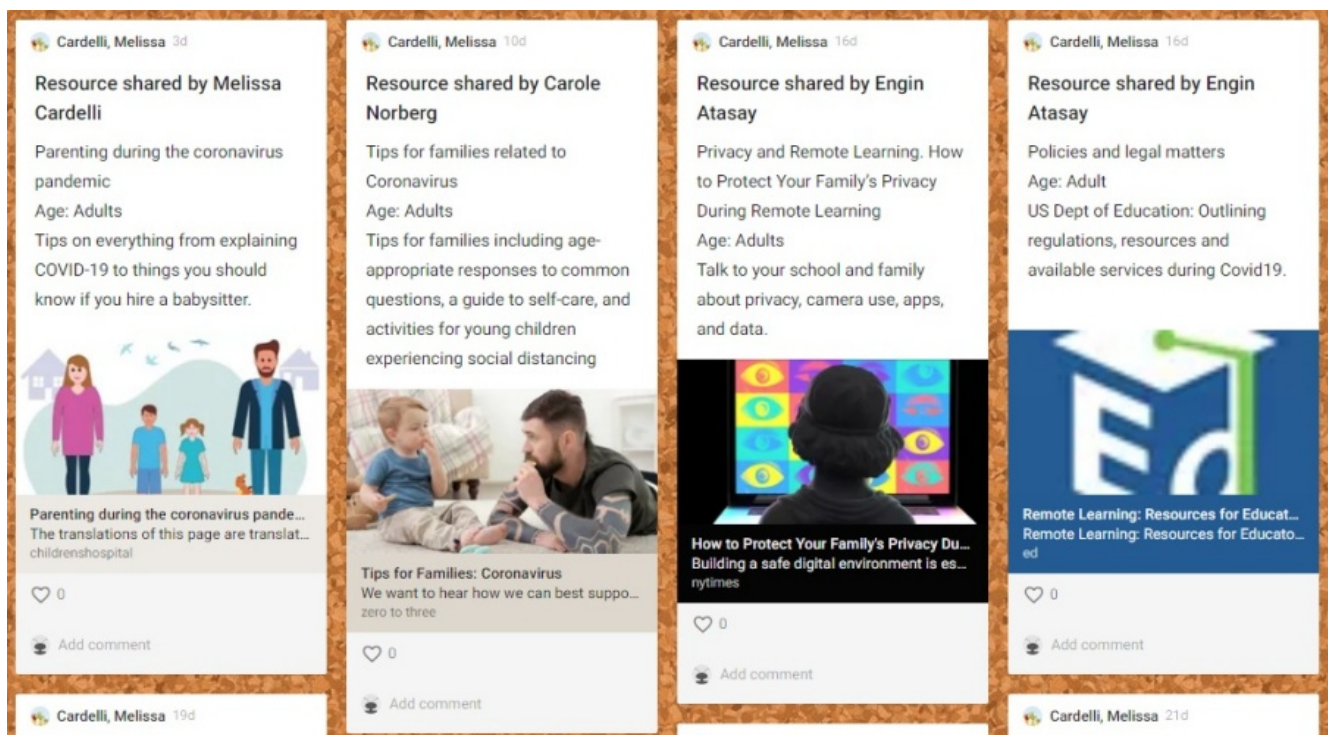 Cardelli, Melissa 3d
Resource shared by Melissa
Cardelli
Parenting during the coronavirus
pandemic
Age: Adults
Tips on everything from explaining
COVID-19 to things you should
know if you hire a babysitter.
Parenting during the coronavirus pande...
The translations of this page are translat...
childrenshospital
0
Add comment
Cardelli, Melissa 19d
Cardelli, Melissa 10d
Resource shared by Carole
Norberg
Tips for families related to
Coronavirus
Age: Adults
Tips for families including age-
appropriate responses to common
questions, a guide to self-care, and
activities for young children
experiencing social distancing
Tips for Families: Coronavirus
We want to hear how we can best suppo...
zero to three
0
Add comment
Cardelli, Melissa 16d
Resource shared by Engin
Atasay
Privacy and Remote Learning. How
to Protect Your Family's Privacy
During Remote Learning
Age: Adults
Talk to your school and family
about privacy, camera use, apps,
and data.
How to Protect Your Family's Privacy Du...
Building a safe digital environment is es...
nytimes
0
Add comment
Cardelli, Melissa 16d
Resource shared by Engin
Atasay
Policies and legal matters
Age: Adult
US Dept of Education: Outlining
regulations, resources and
available services during Covid19.
Ed
Remote Learning: Resources for Educat...
Remote Learning: Resources for Educato...
ed
0
Add comment
Cardelli, Melissa 21d